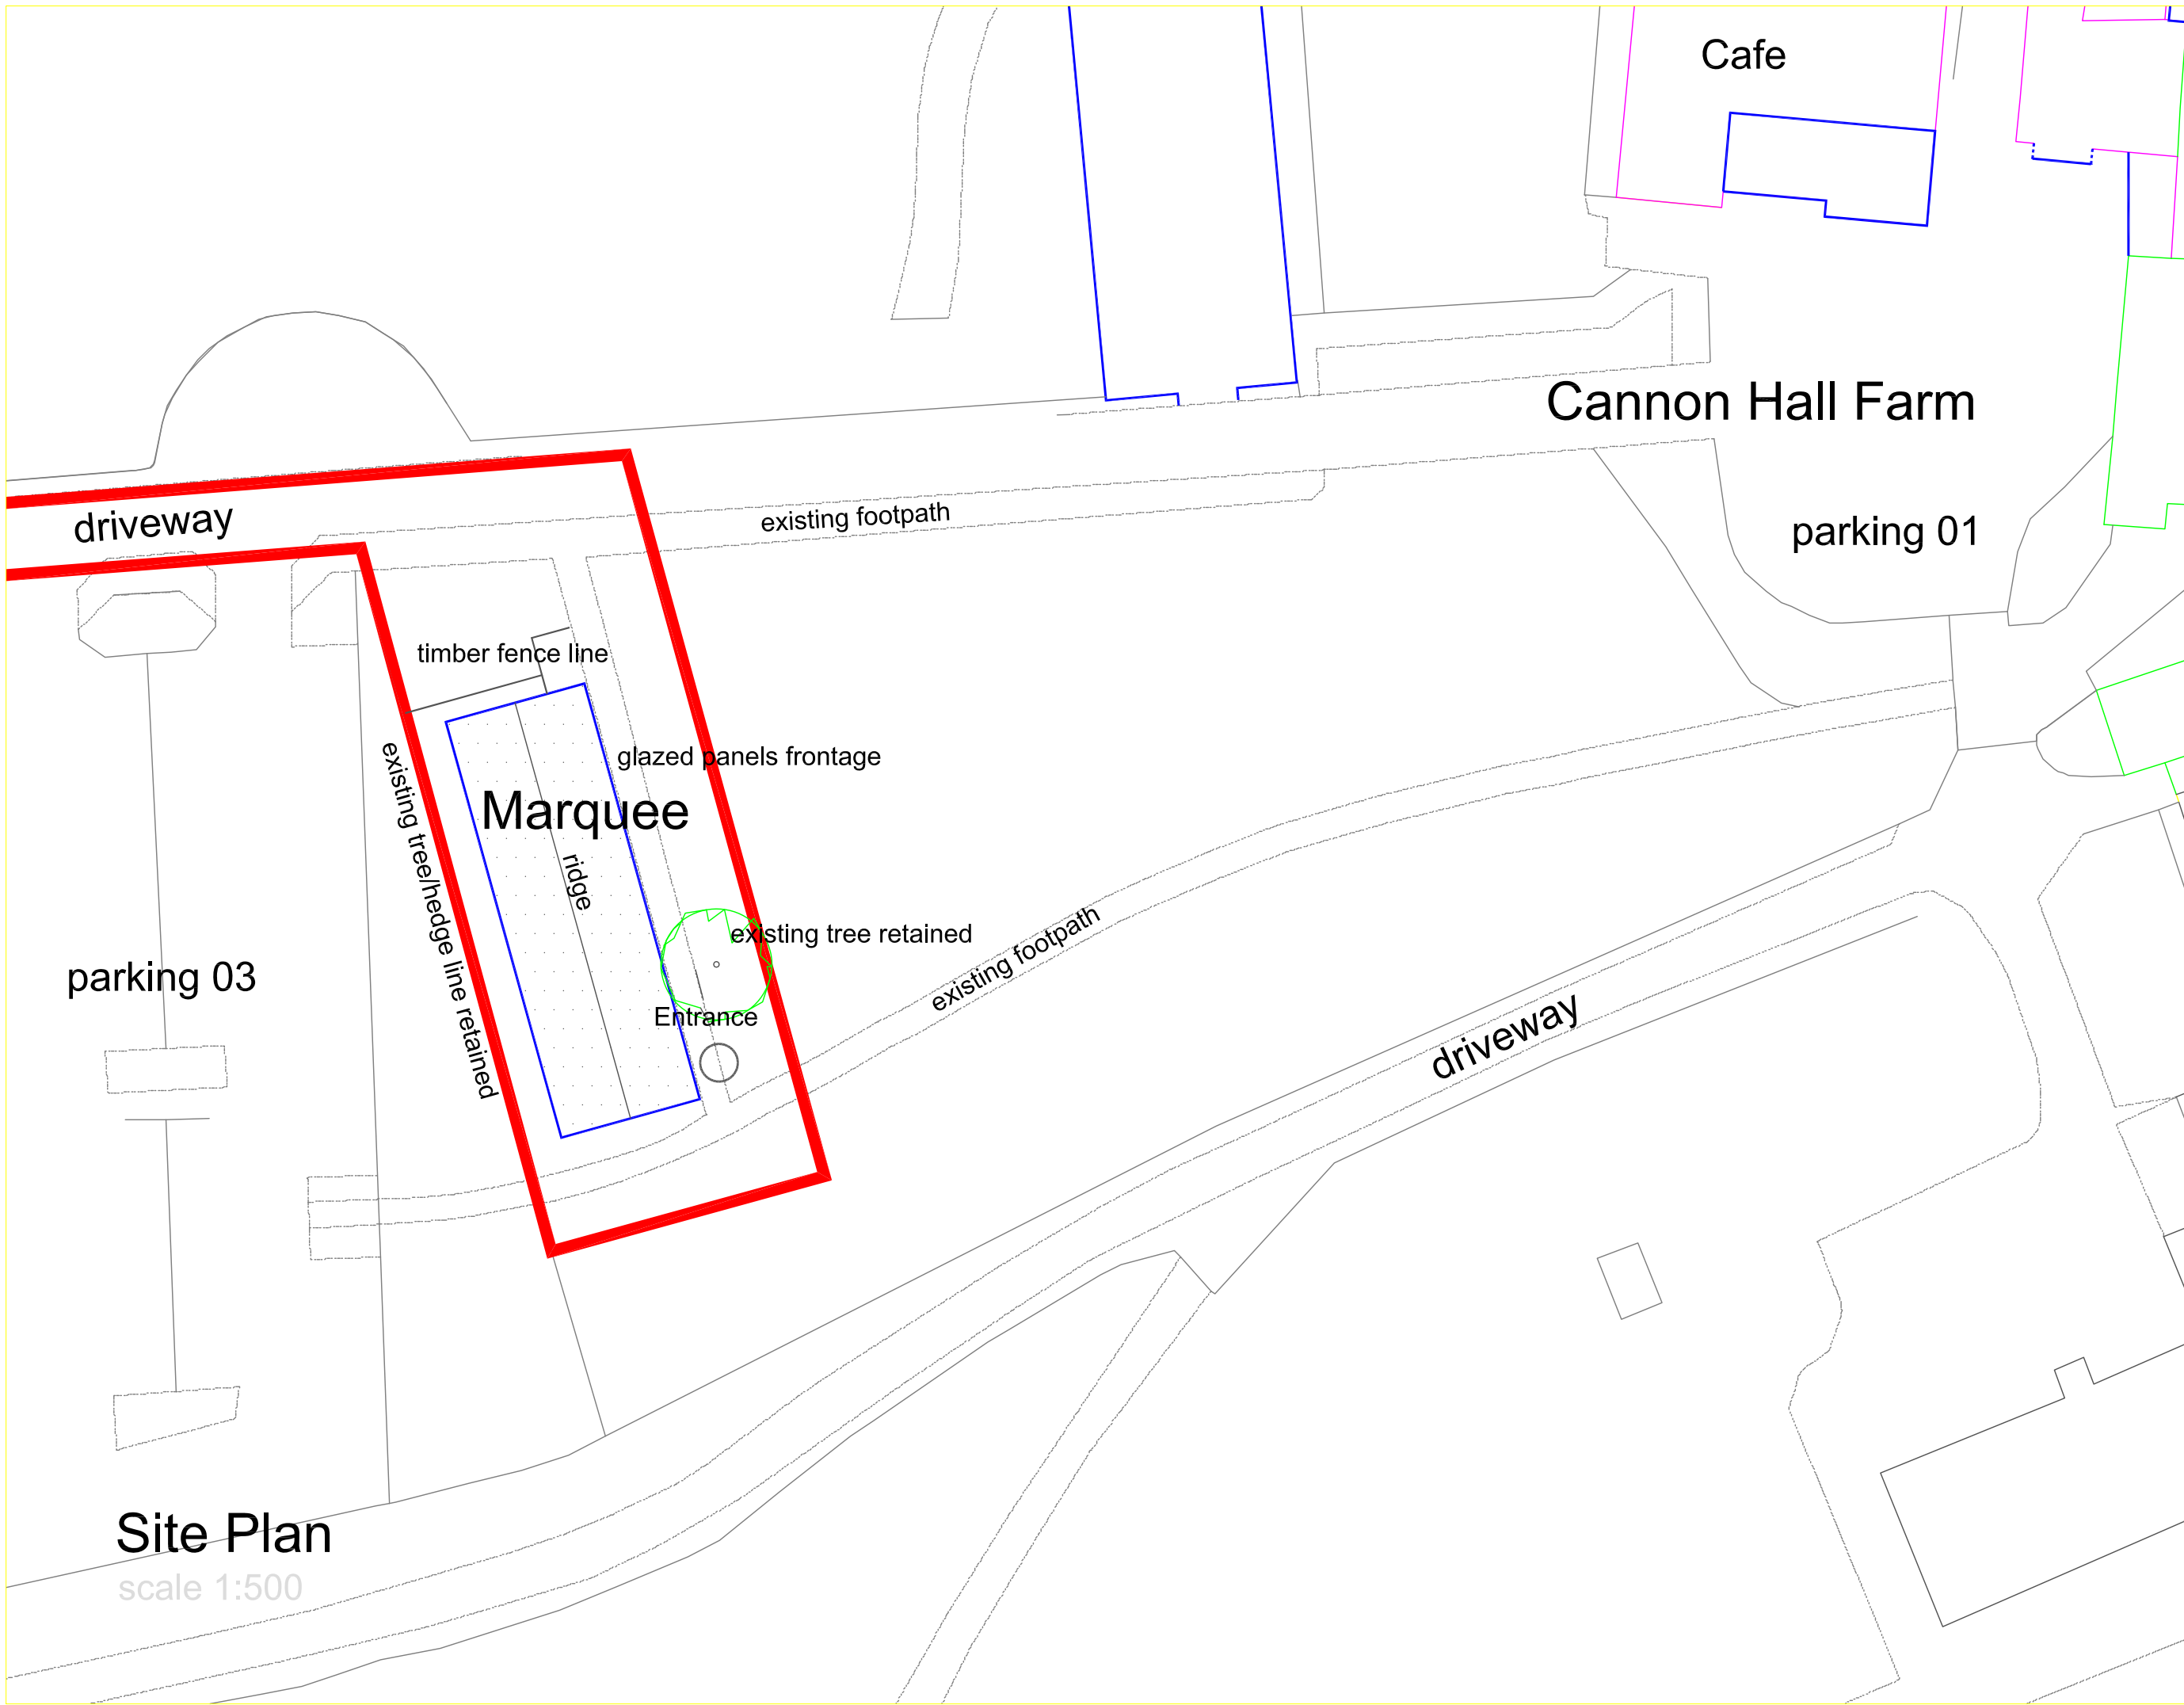 Cafe
Cannon Hall Farm
driveway
existing footpath
parking 01
timber fence line
glazed panels frontage
Marquee
ridge
existing tree/hedge line retained
existing tree retained
existing footpath
parking 03
Entrance
driveway
Site Plan
scale 1:500